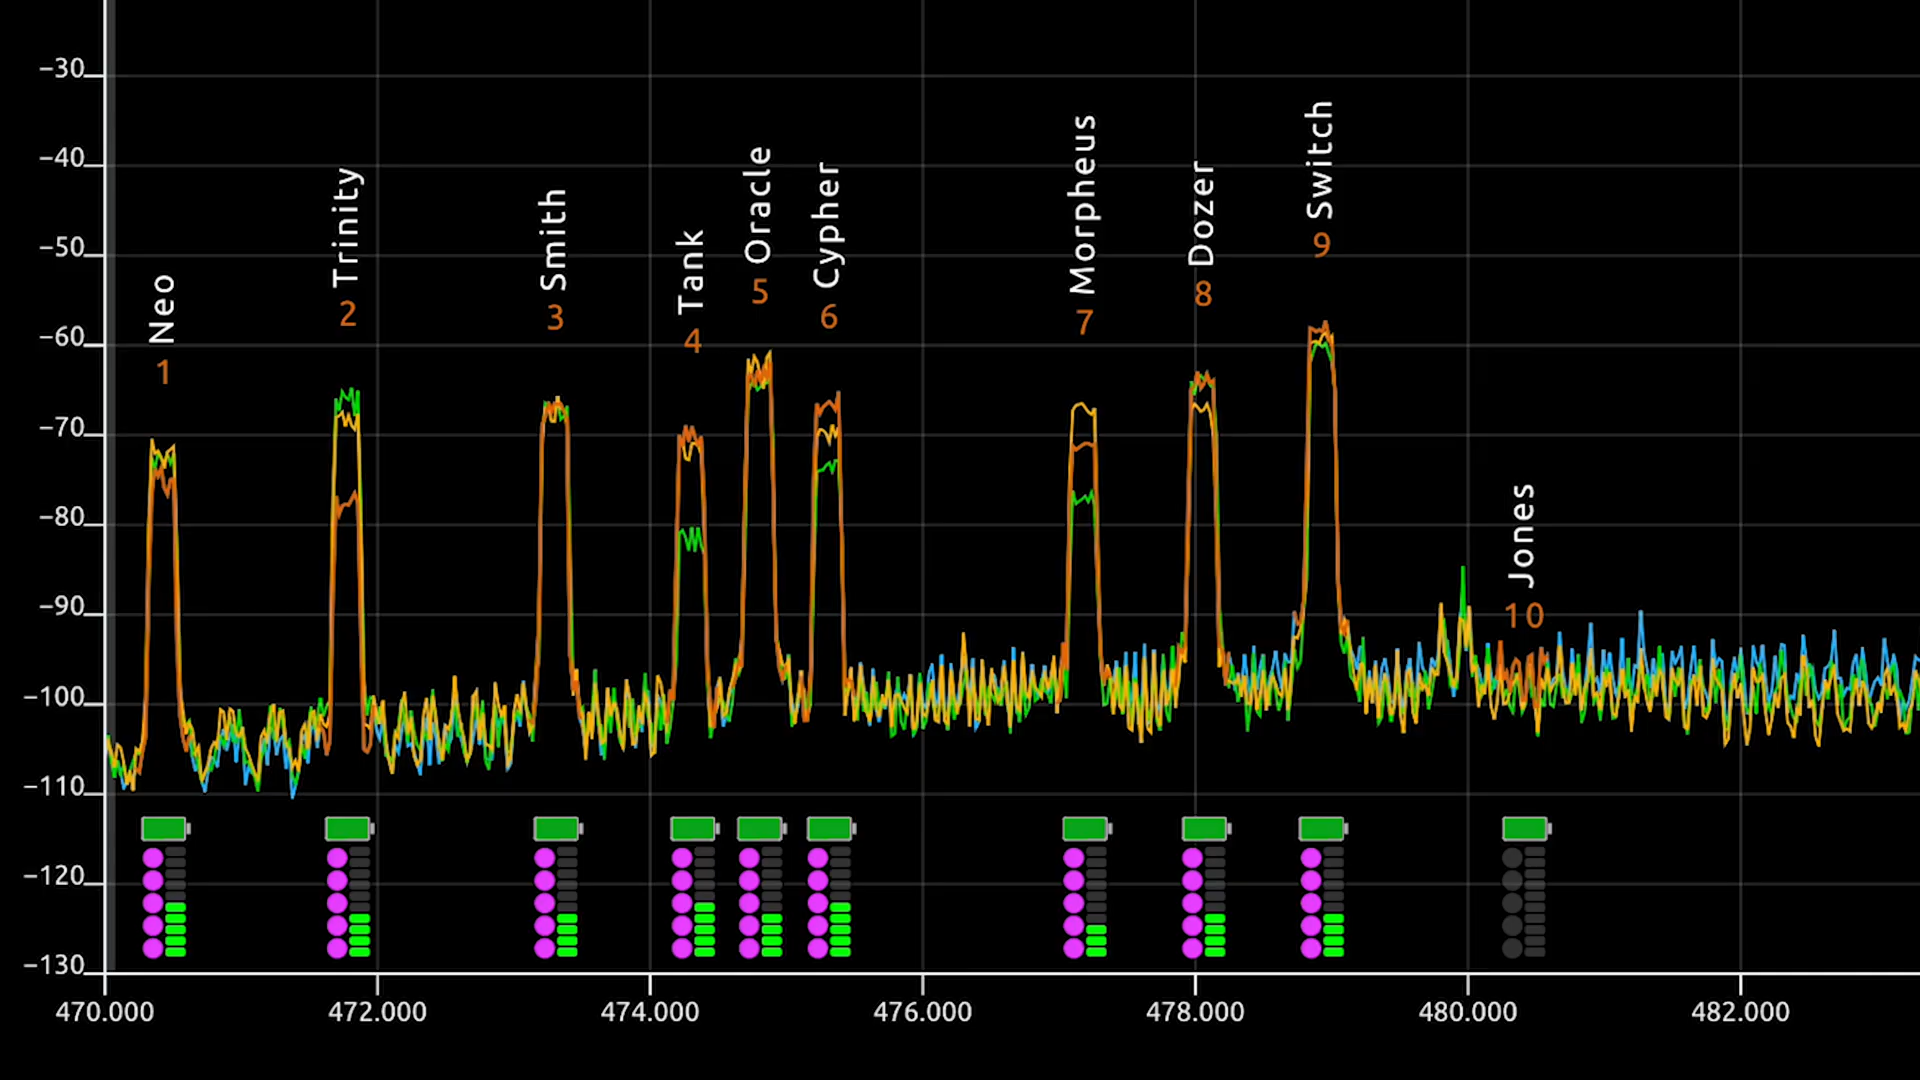 −30
−40
−50
−60
−70
−80
−90
−100
−110
−120
−130
Neo
1
Trinity
2
Smith
3
Tank
4
Oracle
5
Cypher
6
Morpheus
7
Dozer
8
Switch
9
Jones
10
470.000
472.000
474.000
476.000
478.000
480.000
482.000